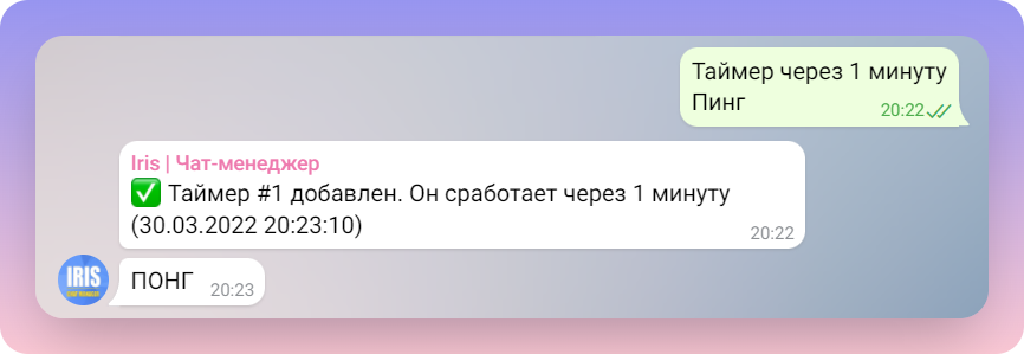 Таймер через 1 минуту
Пинг
20:22
Iris | Чат-менеджер
✅ Таймер #1 добавлен. Он сработает через 1 минуту
(30.03.2022 20:23:10)
20:22
IRIS
ПОНГ
20:23